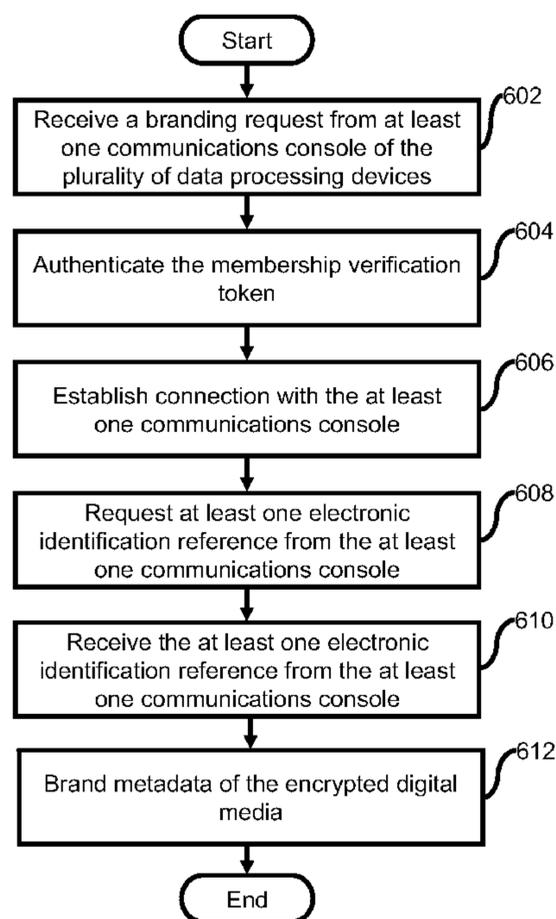 Start
602
Receive a branding request from at least
one communications console of the
plurality of data processing devices
604
Authenticate the membership verification
token
606
Establish connection with the at least
one communications console
608
Request at least one electronic
identification reference from the at least
one communications console
610
Receive the at least one electronic
identification reference from the at least
one communications console
612
Brand metadata of the encrypted digital
media
End